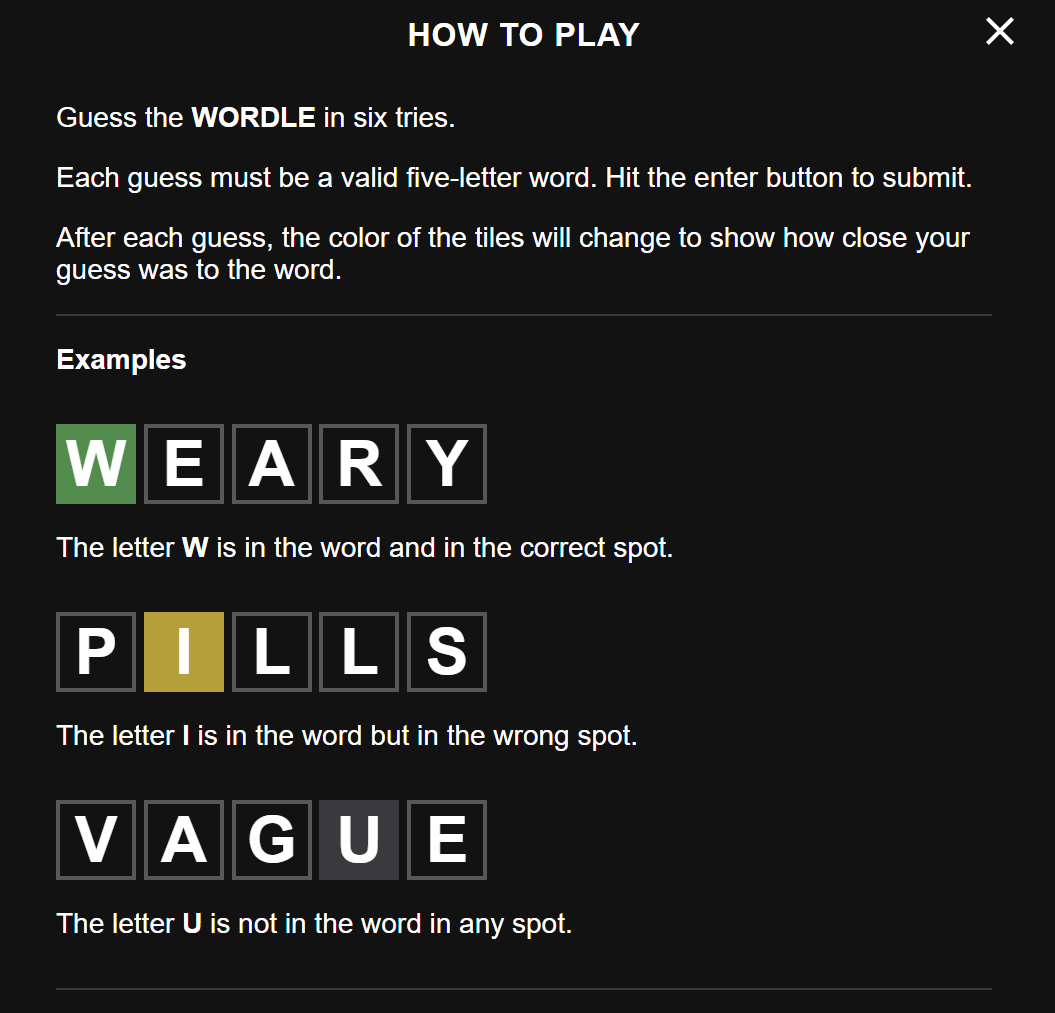 HOW TO PLAY
Guess the WORDLE in six tries.
Each guess must be a valid five-letter word. Hit the enter button to submit.
After each guess, the color of the tiles will change to show how close your
guess was to the word.
Examples
WEARY
The letter W is in the word and in the correct spot.
PILLS
The letter I is in the word but in the wrong spot.
VAGUE
The letter U is not in the word in any spot.